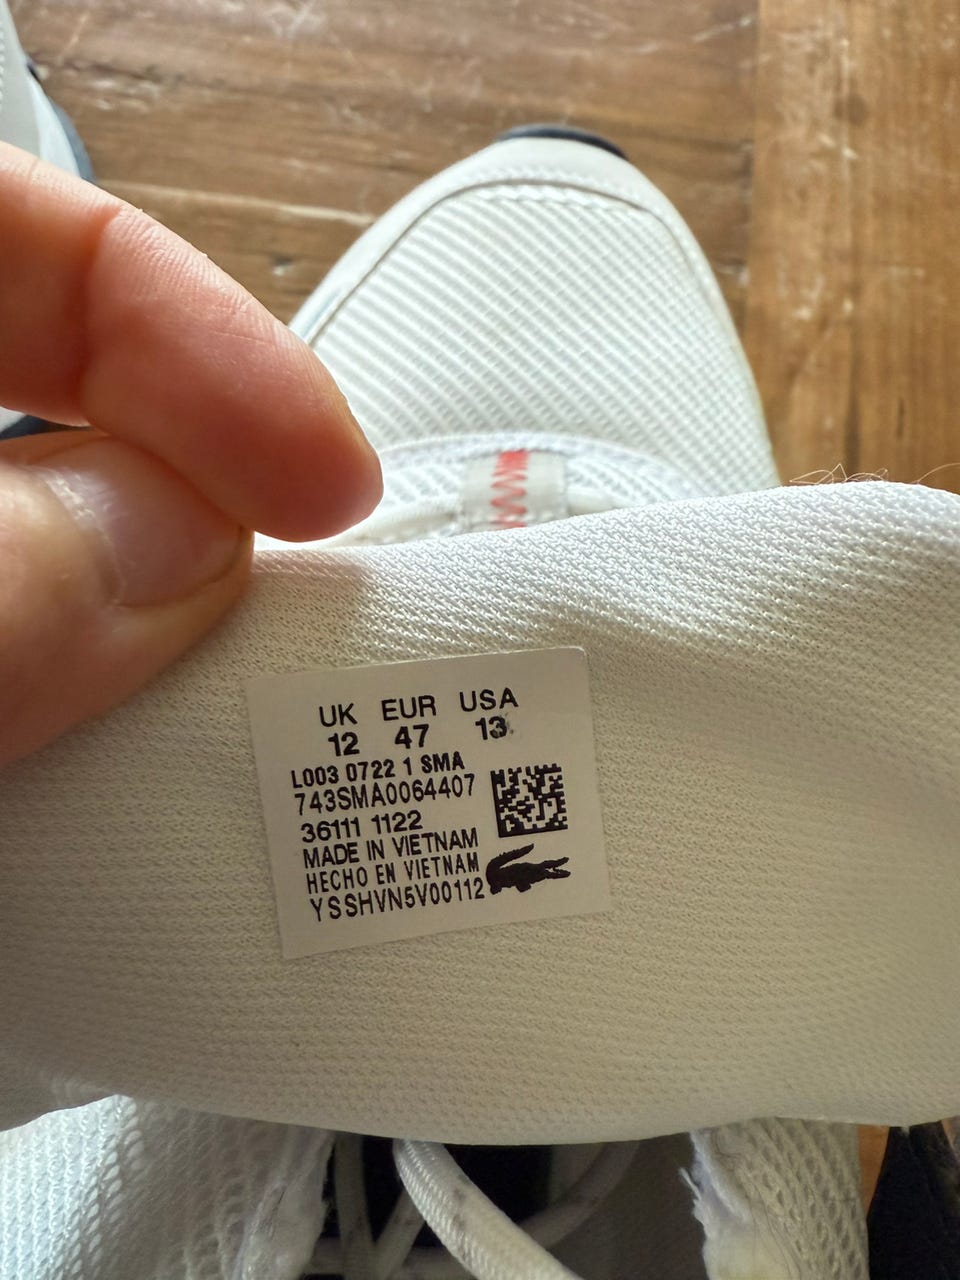 UK EUR USA
12 47 13
L003 0722 1 SMA
743SMA0064407
36111 1122
MADE IN VIETNAM
HECHO EN VIETNAM
YSSHVN5V00112